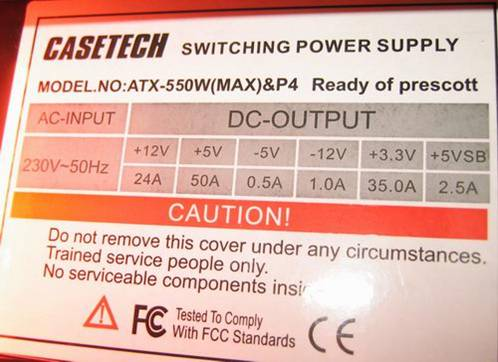 CASETECH SWITCHING POWER SUPPLY
MODEL.NO:ATX-550W(MAX)&P4 Ready of prescott
AC-INPUT DC-OUTPUT
230V~50Hz
+12V +5V -5V -12V +3.3V +5VSB
24A 50A 0.5A 1.0A 35.0A 2.5A
CAUTION!
Do not remove this cover under any circumstances.
Trained service people only.
No serviceable components
FC Tested To Comply
With FCC Standards CE